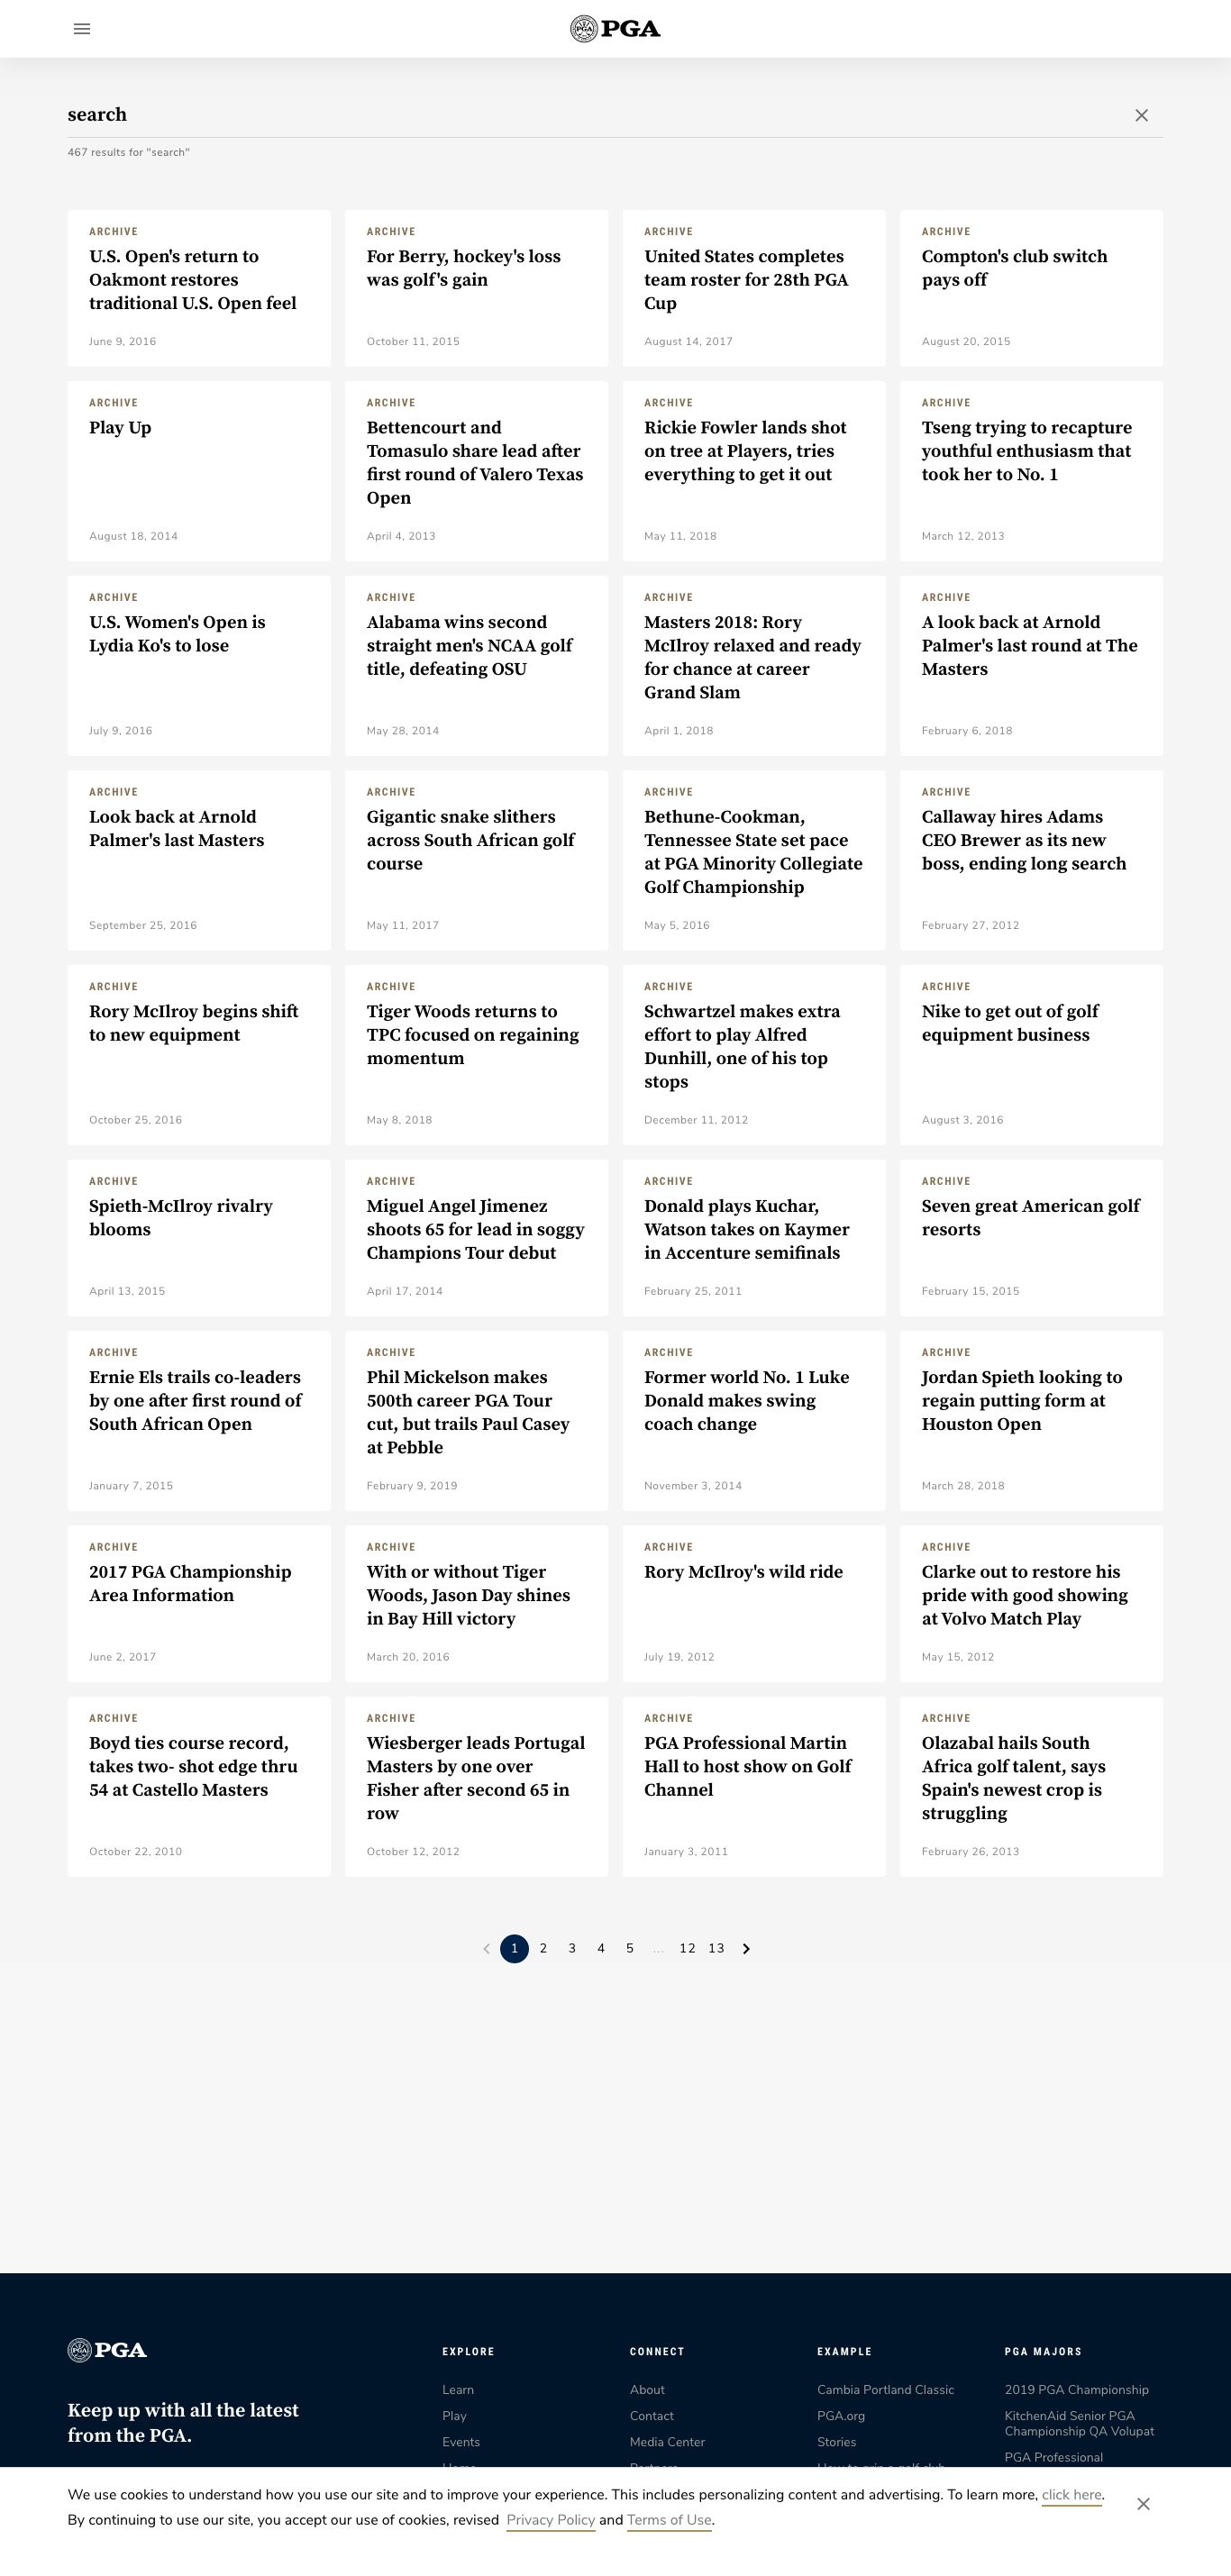 PGA
search
467 results for "search"
ARCHIVE
U.S. Open's return to
Oakmont restores
traditional U.S. Open feel
June 9, 2016
ARCHIVE
For Berry, hockey's loss
was golf's gain
October 11, 2015
ARCHIVE
United States completes
team roster for 28th PGA
Cup
August 14, 2017
ARCHIVE
Compton's club switch
pays off
August 20, 2015
ARCHIVE
Play Up
August 18, 2014
ARCHIVE
Bettencourt and
Tomasulo share lead after
first round of Valero Texas
Open
April 4, 2013
ARCHIVE
Rickie Fowler lands shot
on tree at Players, tries
everything to get it out
May 11, 2018
ARCHIVE
Tseng trying to recapture
youthful enthusiasm that
took her to No. 1
March 12, 2013
ARCHIVE
U.S. Women's Open is
Lydia Ko's to lose
July 9, 2016
ARCHIVE
Alabama wins second
straight men's NCAA golf
title, defeating OSU
May 28, 2014
ARCHIVE
Masters 2018: Rory
McIlroy relaxed and ready
for chance at career
Grand Slam
April 1, 2018
ARCHIVE
A look back at Arnold
Palmer's last round at The
Masters
February 6, 2018
ARCHIVE
Look back at Arnold
Palmer's last Masters
September 25, 2016
ARCHIVE
Gigantic snake slithers
across South African golf
course
May 11, 2017
ARCHIVE
Bethune-Cookman,
Tennessee State set pace
at PGA Minority Collegiate
Golf Championship
May 5, 2016
ARCHIVE
Callaway hires Adams
CEO Brewer as its new
boss, ending long search
February 27, 2012
ARCHIVE
Rory McIlroy begins shift
to new equipment
October 25, 2016
ARCHIVE
Tiger Woods returns to
TPC focused on regaining
momentum
May 8, 2018
ARCHIVE
Schwartzel makes extra
effort to play Alfred
Dunhill, one of his top
stops
December 11, 2012
ARCHIVE
Nike to get out of golf
equipment business
August 3, 2016
ARCHIVE
Spieth-McIlroy rivalry
blooms
April 13, 2015
ARCHIVE
Miguel Angel Jimenez
shoots 65 for lead in soggy
Champions Tour debut
April 17, 2014
ARCHIVE
Donald plays Kuchar,
Watson takes on Kaymer
in Accenture semifinals
February 25, 2011
ARCHIVE
Seven great American golf
resorts
February 15, 2015
ARCHIVE
Ernie Els trails co-leaders
by one after first round of
South African Open
January 7, 2015
ARCHIVE
Phil Mickelson makes
500th career PGA Tour
cut, but trails Paul Casey
at Pebble
February 9, 2019
ARCHIVE
Former world No. 1 Luke
Donald makes swing
coach change
November 3, 2014
ARCHIVE
Jordan Spieth looking to
regain putting form at
Houston Open
March 28, 2018
ARCHIVE
2017 PGA Championship
Area Information
June 2, 2017
ARCHIVE
With or without Tiger
Woods, Jason Day shines
in Bay Hill victory
March 20, 2016
ARCHIVE
Rory McIlroy's wild ride
July 19, 2012
ARCHIVE
Clarke out to restore his
pride with good showing
at Volvo Match Play
May 15, 2012
ARCHIVE
Boyd ties course record,
takes two- shot edge thru
54 at Castello Masters
October 22, 2010
ARCHIVE
Wiesberger leads Portugal
Masters by one over
Fisher after second 65 in
row
October 12, 2012
ARCHIVE
PGA Professional Martin
Hall to host show on Golf
Channel
January 3, 2011
ARCHIVE
Olazabal hails South
Africa golf talent, says
Spain's newest crop is
struggling
February 26, 2013
1 2 3 4 5 ... 12 13
PGA
Keep up with all the latest
from the PGA.
EXPLORE
Learn
Play
Events
CONNECT
About
Contact
Media Center
EXAMPLE
Cambia Portland Classic
PGA.org
Stories
PGA MAJORS
2019 PGA Championship
KitchenAid Senior PGA
Championship QA Volupat
PGA Professional
We use cookies to understand how you use our site and to improve your experience. This includes personalizing content and advertising. To learn more, click here.
By continuing to use our site, you accept our use of cookies, revised Privacy Policy and Terms of Use.